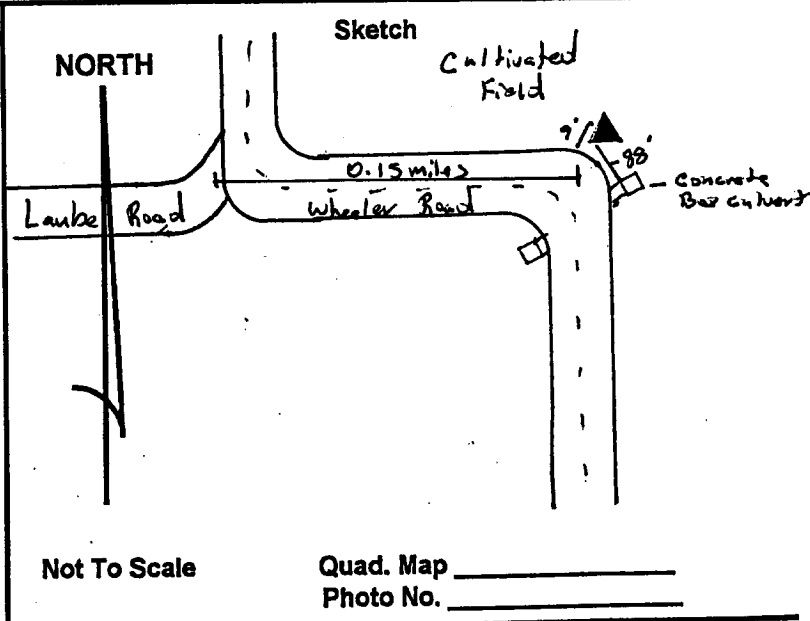 Sketch
NORTH
Cultivated
Field
9'
88'
Concrete
Box Culvert
0.15 miles
Laube Road
Wheeler Road
Not To Scale
Quad. Map
Photo No.